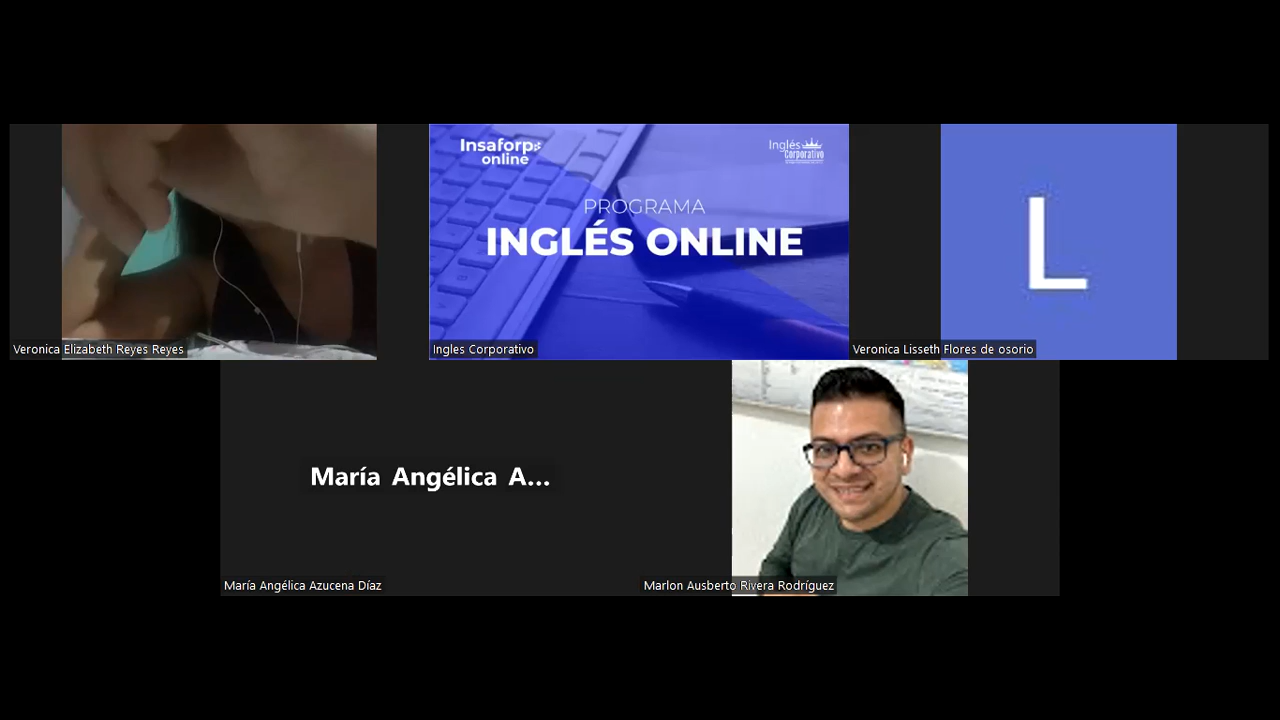 Insaforp
online
Inglés
Corporativo
PROGRAMA
INGLÉS ONLINE
L
Veronica Elizabeth Reyes Reyes
Ingles Corporativo
Veronica Lisseth Flores de osorio
María Angélica A...
María Angélica Azucena Díaz
Marlon Ausberto Rivera Rodríguez